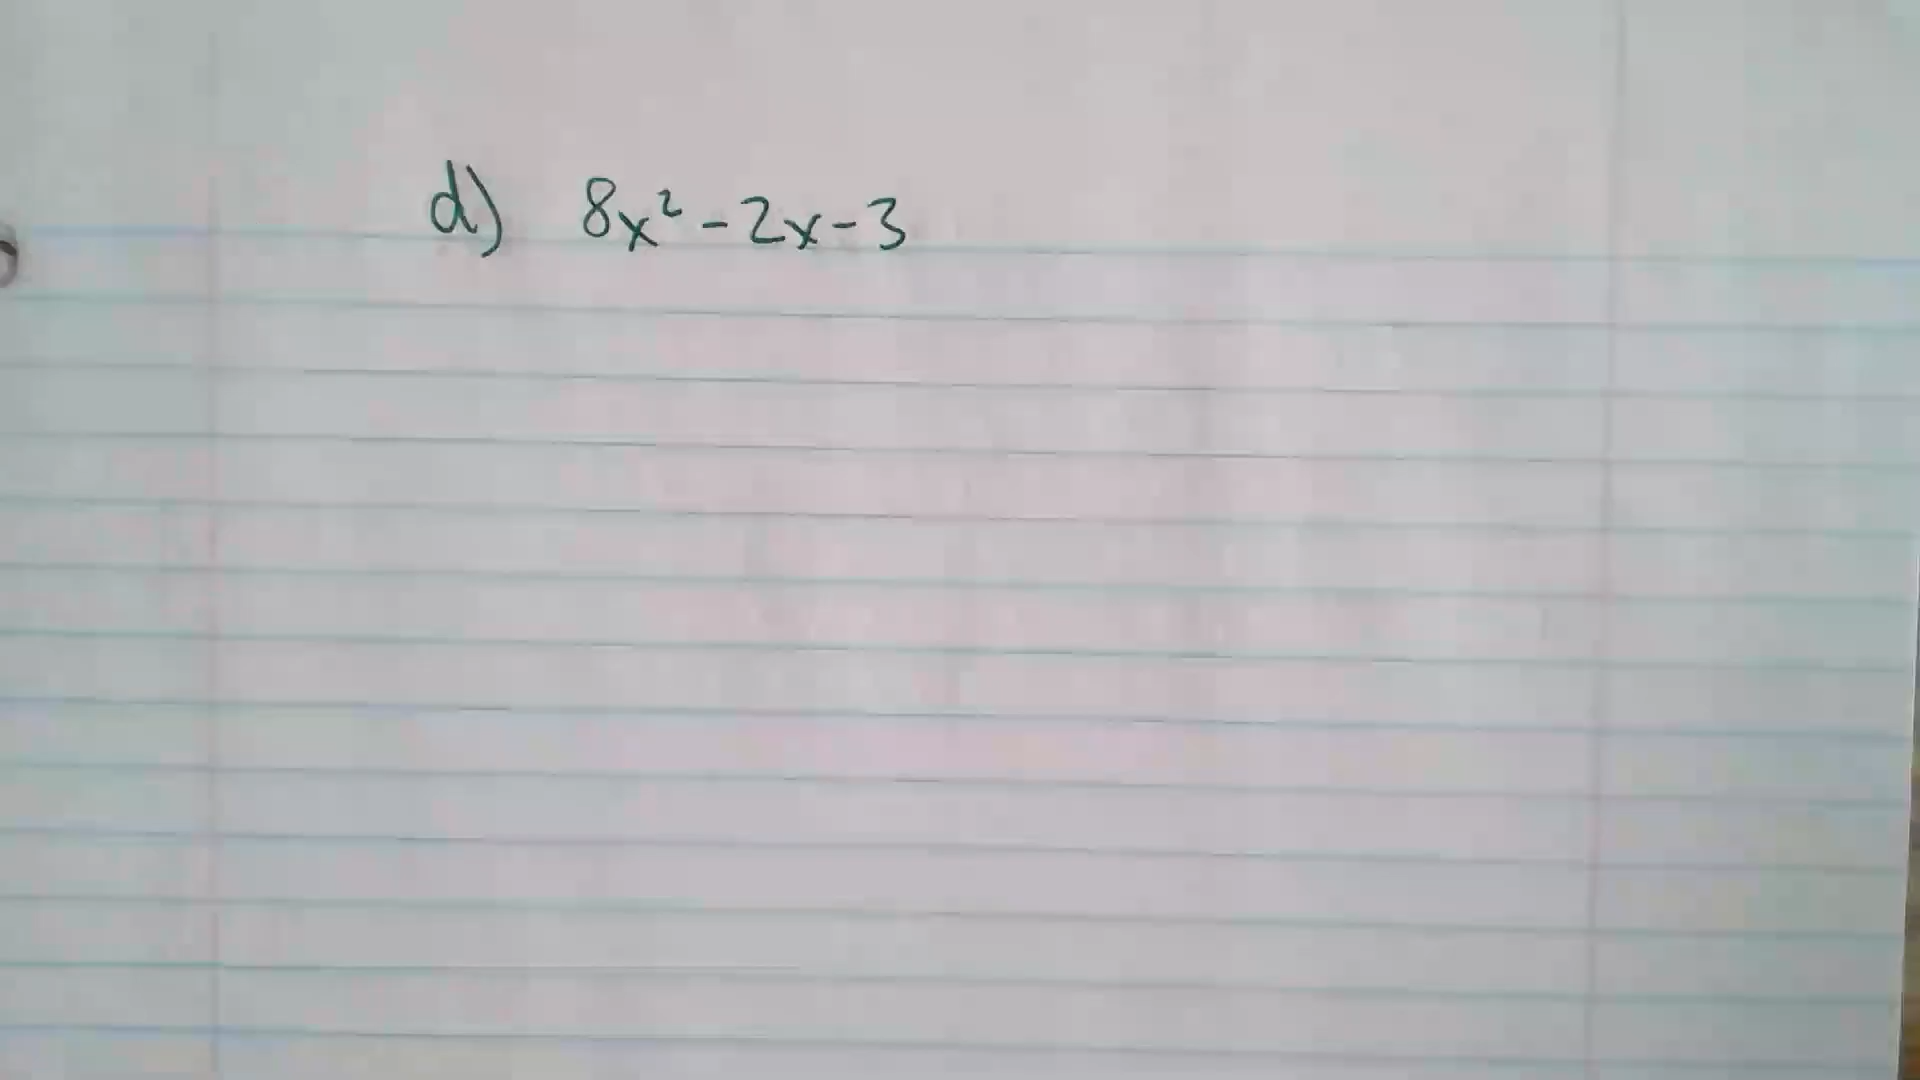 d) 8x² - 2x - 3